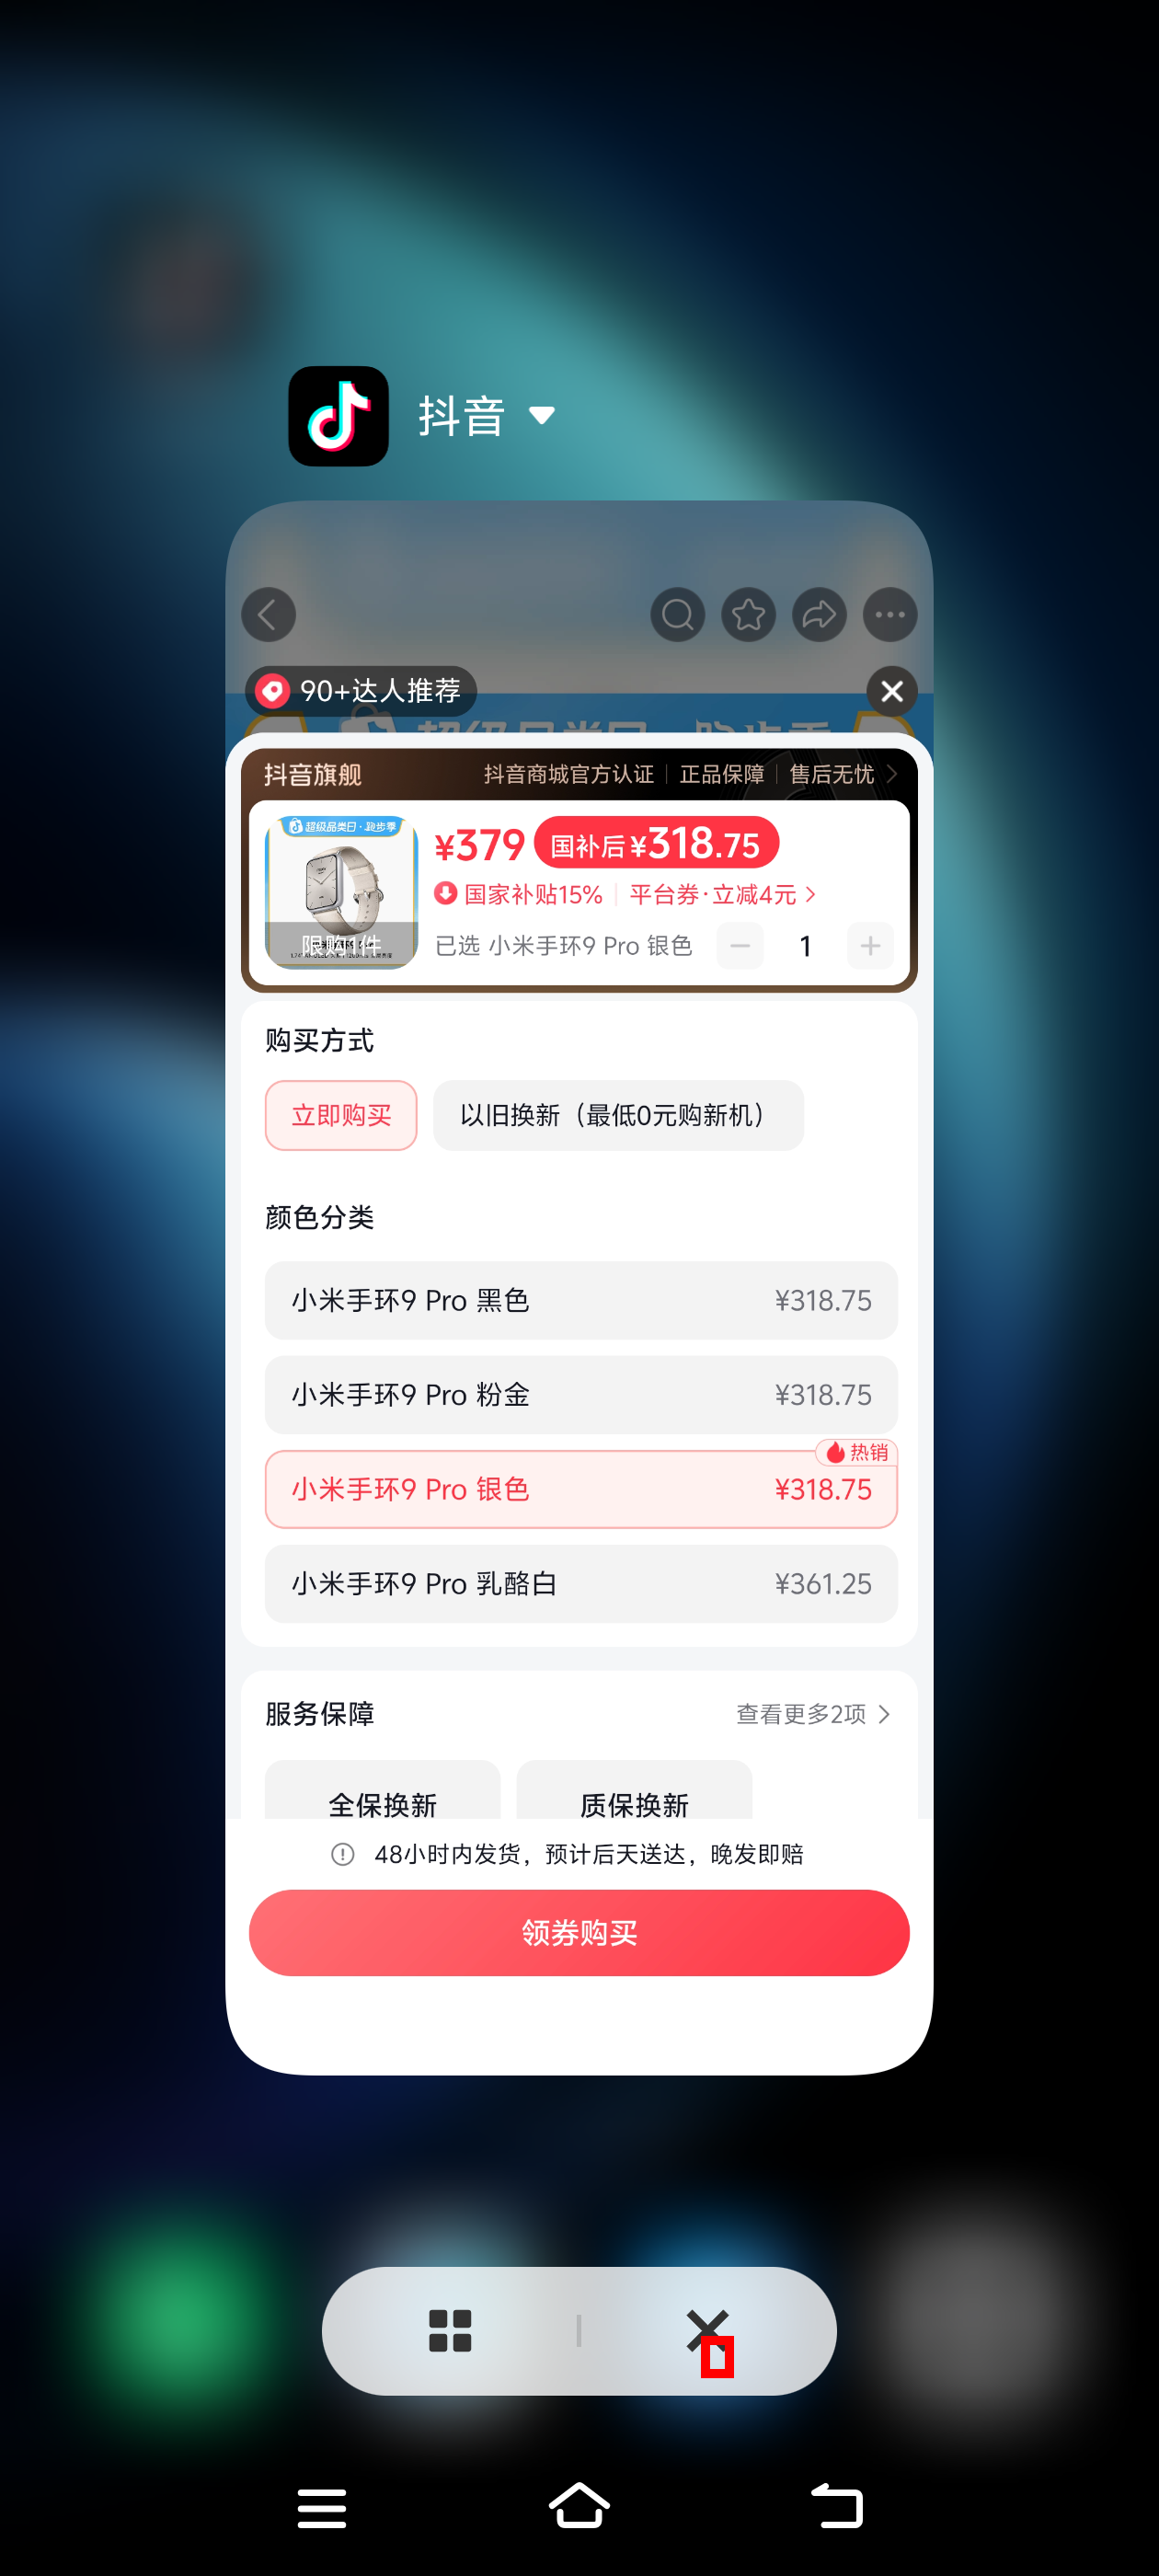 抖音
90+达人推荐
超级品类日 跑步季
抖音旗舰 抖音商城官方认证 | 正品保障 | 售后无忧
超级品类日·跑步季
¥379 国补后¥318.75
国家补贴15% | 平台券·立减4元
限购1件
已选 小米手环9 Pro 银色 1
购买方式
立即购买 以旧换新（最低0元购新机）
颜色分类
小米手环9 Pro 黑色 ¥318.75
小米手环9 Pro 粉金 ¥318.75
热销
小米手环9 Pro 银色 ¥318.75
小米手环9 Pro 乳酪白 ¥361.25
服务保障 查看更多2项
全保换新 质保换新
48小时内发货，预计后天送达，晚发即赔
领券购买